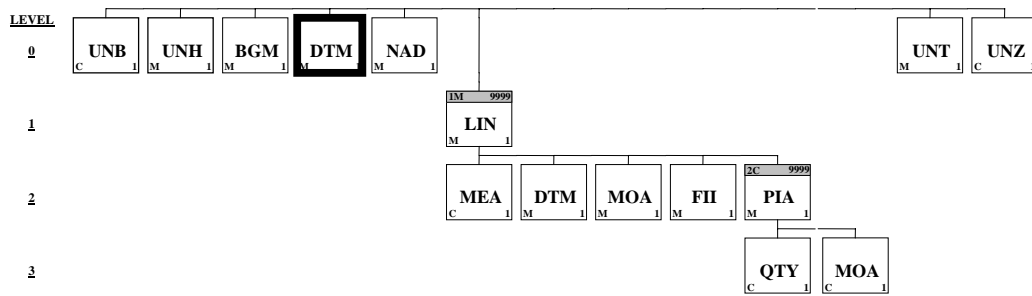 LEVEL
0
UNB
C 1
UNH
M 1
BGM
M 1
DTM
M 1
NAD
M 1
UNT
M 1
UNZ
C 1
1
1M 9999
LIN
M 1
2
MEA
C 1
DTM
M 1
MOA
M 1
FII
M 1
2C 9999
PIA
M 1
3
QTY
C 1
MOA
C 1